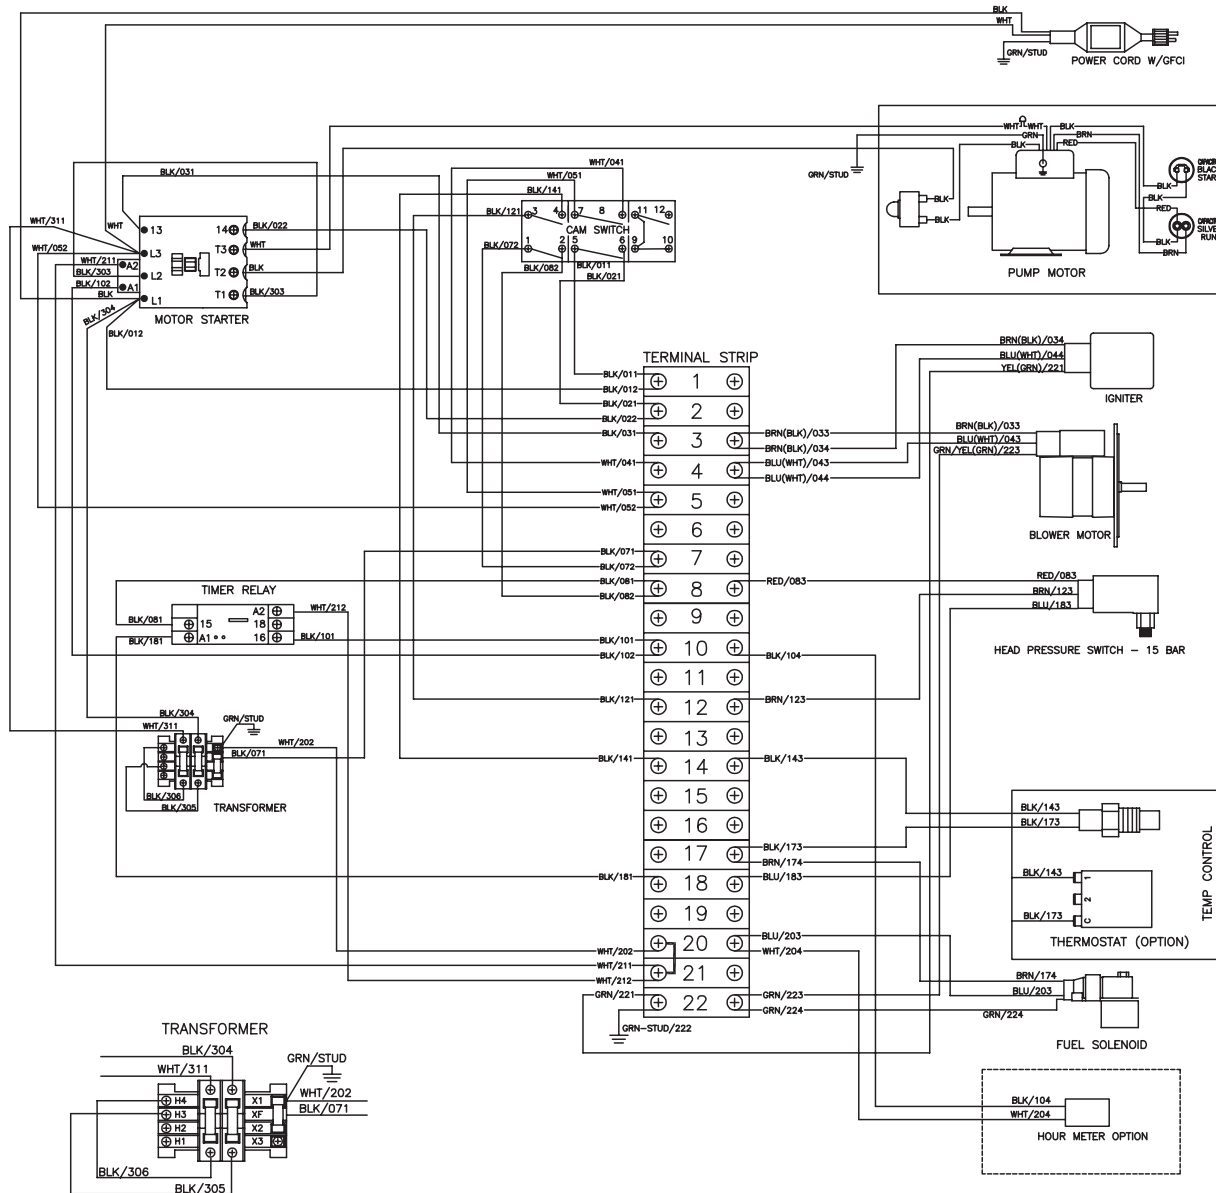 BLK
WHT
GRN/STUD
POWER CORD W/GFCI
WHT WHT
BLK
GRN
BRN
BLK
RED
GRN/STUD
BLK
BLK
BLK
BLK
RED
BLK
BRN
START
SILVER
RUN
PUMP MOTOR
WHT/041
WHT/051
BLK/141
BLK/121
3 4 7 8 11 12
CAM SWITCH
1 2 5 6 9 10
BLK/072
BLK/082
BLK/011
BLK/021
BLK/031
WHT/311
WHT
WHT/052
WHT/211
BLK/303
BLK/102
BLK
BLK/304
BLK/012
13
L3
A2
L2
A1
L1
14
T3
T2
T1
BLK/022
WHT
BLK
BLK/303
MOTOR STARTER
TERMINAL STRIP
BLK/011
1
BLK/012
BLK/021
2
BLK/022
BLK/031
3
BRN(BLK)/033
BRN(BLK)/034
WHT/041
4
BLU(WHT)/043
BLU(WHT)/044
WHT/051
5
WHT/052
6
BLK/071
7
BLK/072
BLK/081
8
RED/083
BLK/082
9
BLK/101
10
BLK/102
BLK/104
11
BLK/121
12
BRN/123
13
BLK/141
14
BLK/143
15
16
17
BLK/173
BRN/174
BLK/181
18
BLU/183
19
20
BLU/203
WHT/202
WHT/204
WHT/211
21
WHT/212
GRN/221
22
GRN/223
GRN/224
GRN-STUD/222
BRN(BLK)/034
BLU(WHT)/044
YEL(GRN)/221
IGNITER
BRN(BLK)/033
BLU(WHT)/043
GRN/YEL(GRN)/223
BLOWER MOTOR
RED/083
BRN/123
BLU/183
HEAD PRESSURE SWITCH - 15 BAR
TIMER RELAY
BLK/081
BLK/181
15
A1
A2
18
16
WHT/212
BLK/101
BLK/304
WHT/311
GRN/STUD
WHT/202
BLK/071
BLK/306
BLK/305
TRANSFORMER
BLK/143
BLK/173
BLK/143
BLK/173
1
2
C
THERMOSTAT (OPTION)
TEMP CONTROL
BRN/174
BLU/203
GRN/224
FUEL SOLENOID
BLK/104
WHT/204
HOUR METER OPTION
TRANSFORMER
BLK/304
WHT/311
GRN/STUD
WHT/202
BLK/071
H4 X1
H3 XF
H2 X2
H1 X3
BLK/306
BLK/305